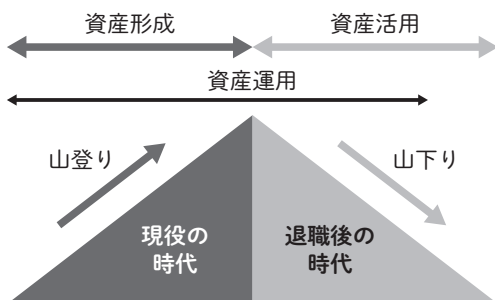 資産形成
資産活用
資産運用
山登り
山下り
現役の
時代
退職後の
時代